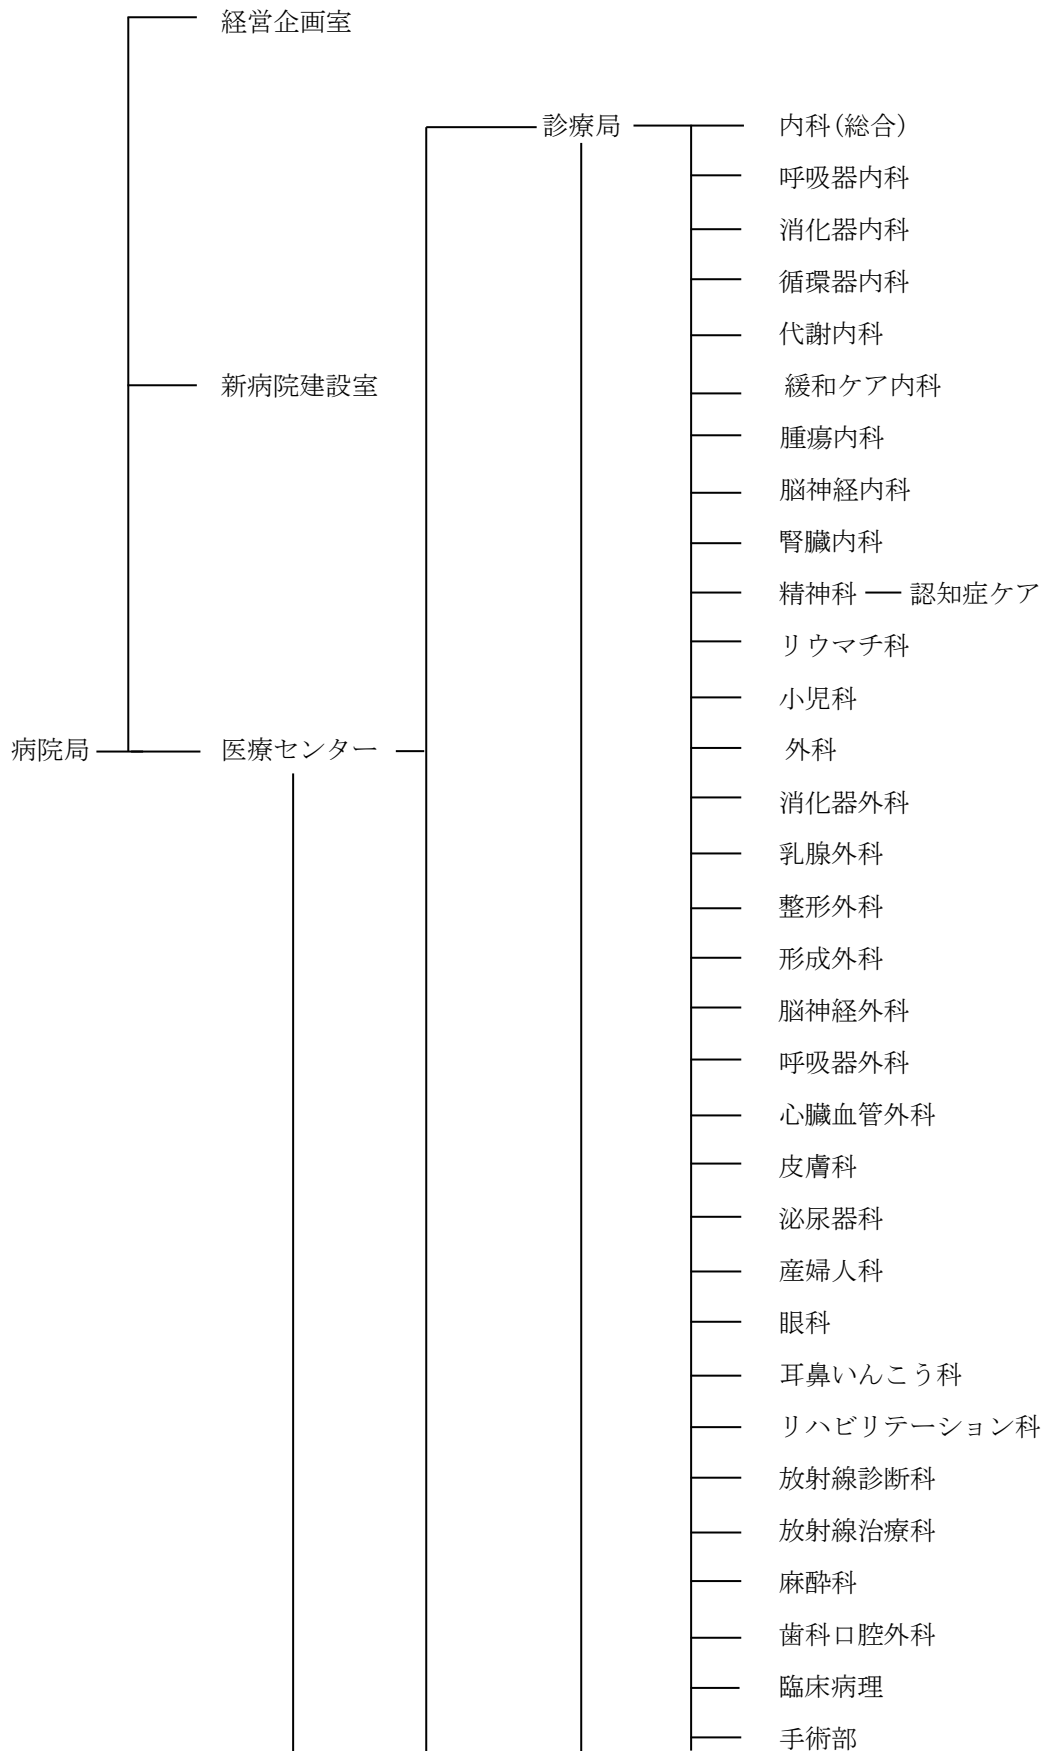 経営企画室
診療局
内科(総合)
呼吸器内科
消化器内科
循環器内科
代謝内科
新病院建設室
緩和ケア内科
腫瘍内科
脳神経内科
腎臓内科
精神科
認知症ケア
リウマチ科
小児科
病院局
医療センター
外科
消化器外科
乳腺外科
整形外科
形成外科
脳神経外科
呼吸器外科
心臓血管外科
皮膚科
泌尿器科
産婦人科
眼科
耳鼻いんこう科
リハビリテーション科
放射線診断科
放射線治療科
麻酔科
歯科口腔外科
臨床病理
手術部